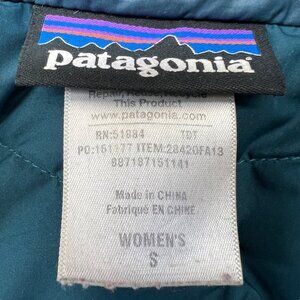 patagonia
This Product
www.patagonia.com
RN:51884 TDT
PO:151177 ITEM:28420FA13
887187151141
Made in CHINA
Fabriqué EN CHINE
WOMEN'S
S